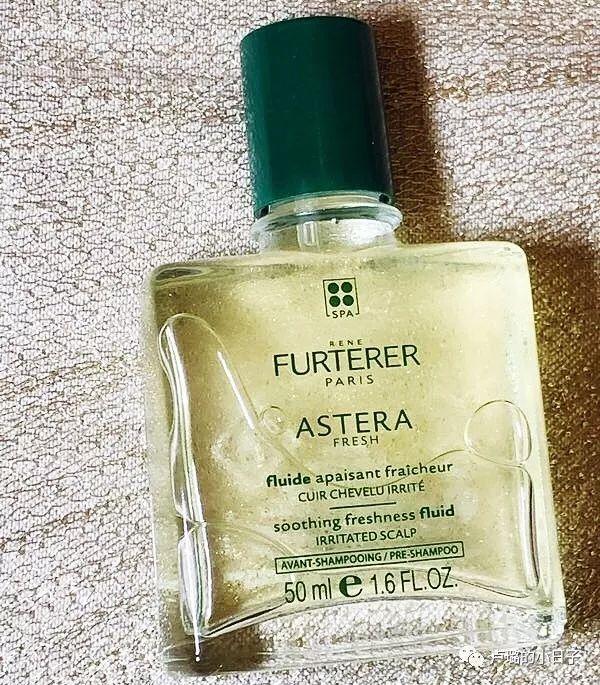 SPA
RENE
FURTERER
PARIS
ASTERA
FRESH
fluide apaisant fraîcheur
CUIR CHEVELU IRRITÉ
soothing freshness fluid
IRRITATED SCALP
AVANT-SHAMPOOING / PRE-SHAMPOO
50 ml e 1.6 FL.OZ.
卢璐的小日子